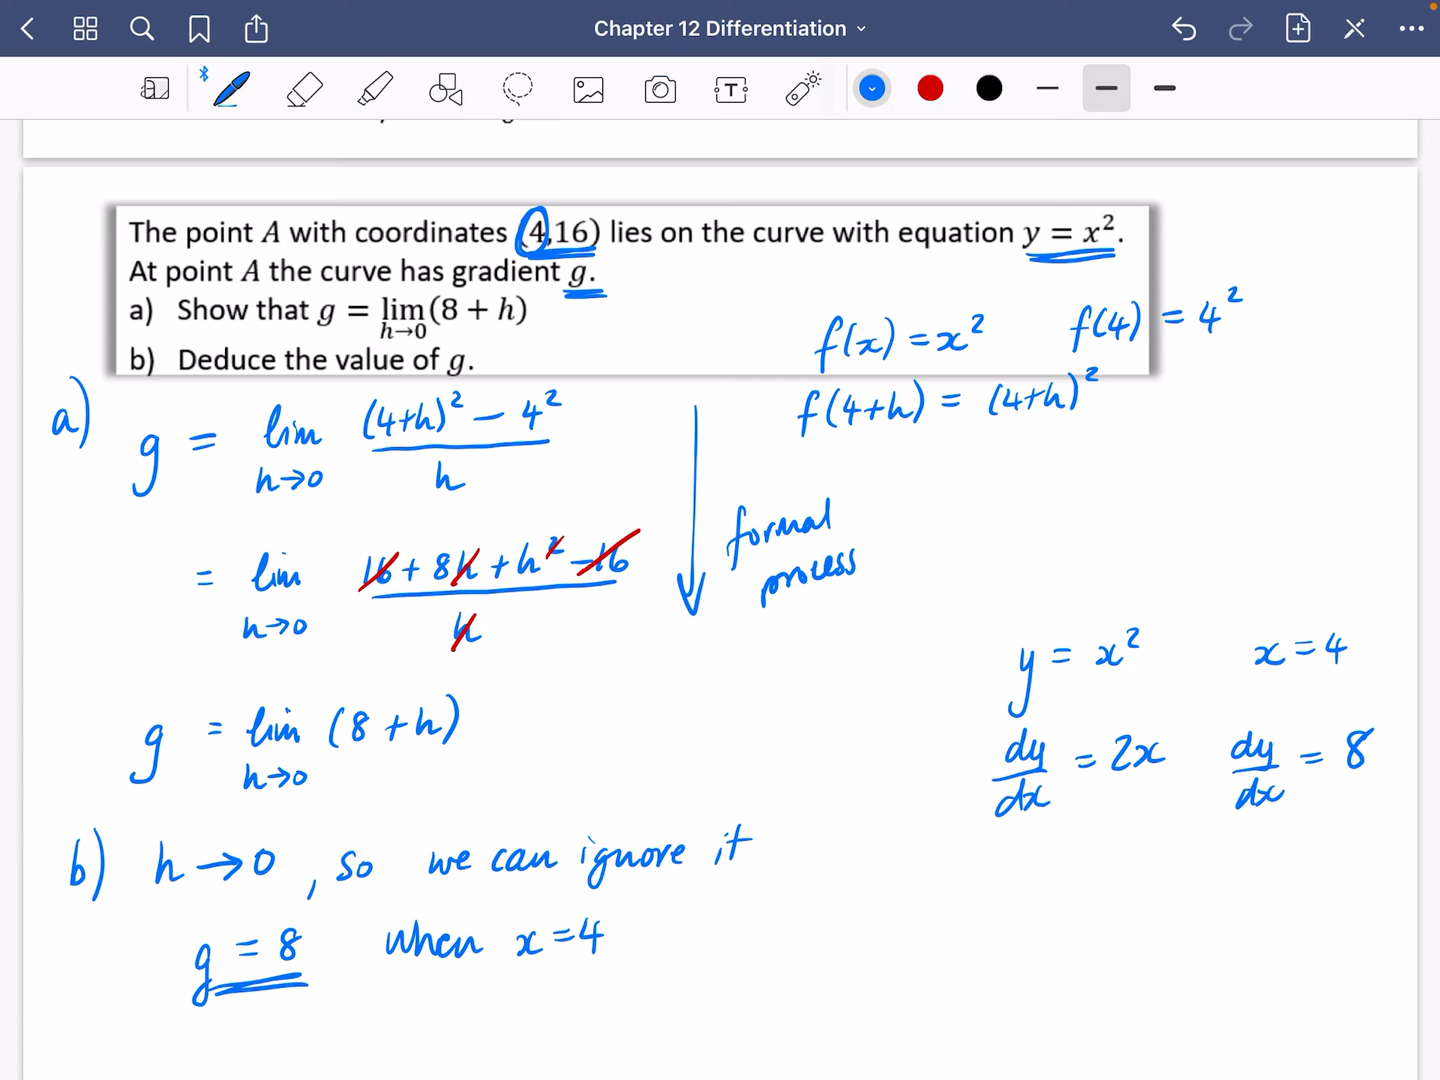 Chapter 12 Differentiation
The point A with coordinates (4,16) lies on the curve with equation y = x².
At point A the curve has gradient g.
a) Show that g = lim(8 + h)
h→0
b) Deduce the value of g.
f(x) = x² f(4) = 4²
f(4+h) = (4+h)²
a) g = lim (4+h)² − 4²
h→0 h
formal
process
= lim 16 + 8h + h² − 16
h→0 h
y = x² x = 4
g = lim (8 + h)
h→0
dy/dx = 2x dy/dx = 8
b) h → 0, so we can ignore it
g = 8 when x = 4